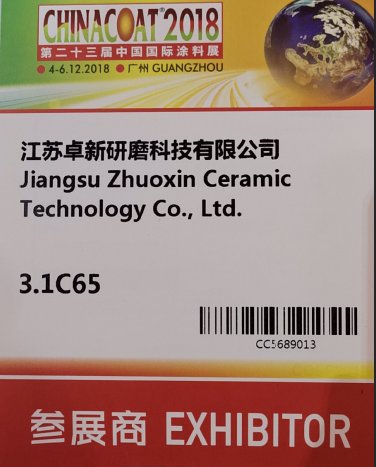 CHINACOAT®2018
第二十三届中国国际涂料展
● 4-6.12.2018 ● 广州 GUANGZHOU
江苏卓新研磨科技有限公司
Jiangsu Zhuoxin Ceramic
Technology Co., Ltd.
3.1C65
CC5689013
参展商 EXHIBITOR